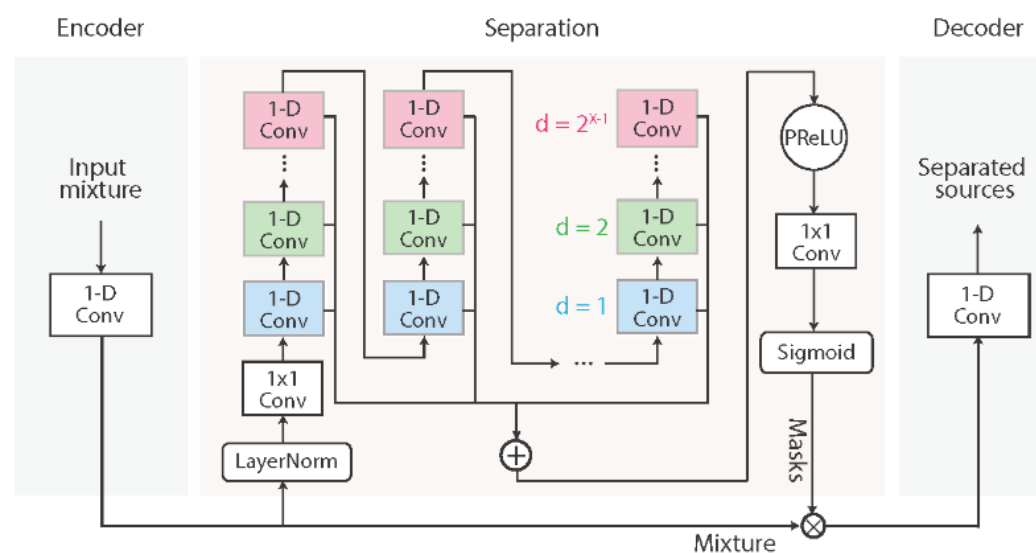 Encoder
Separation
Decoder
Input
mixture
1-D
Conv
1-D
Conv
...
1-D
Conv
1-D
Conv
1x1
Conv
LayerNorm
1-D
Conv
...
1-D
Conv
1-D
Conv
...
d = 2^X-1
1-D
Conv
...
d = 2
1-D
Conv
d = 1
1-D
Conv
+
PReLU
1x1
Conv
Sigmoid
Masks
Mixture
Separated
sources
1-D
Conv